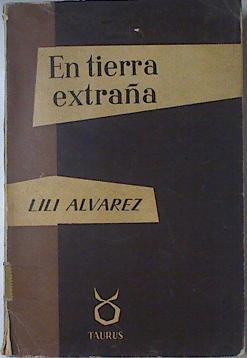 En tierra
extraña
LILI ALVAREZ
TAURUS